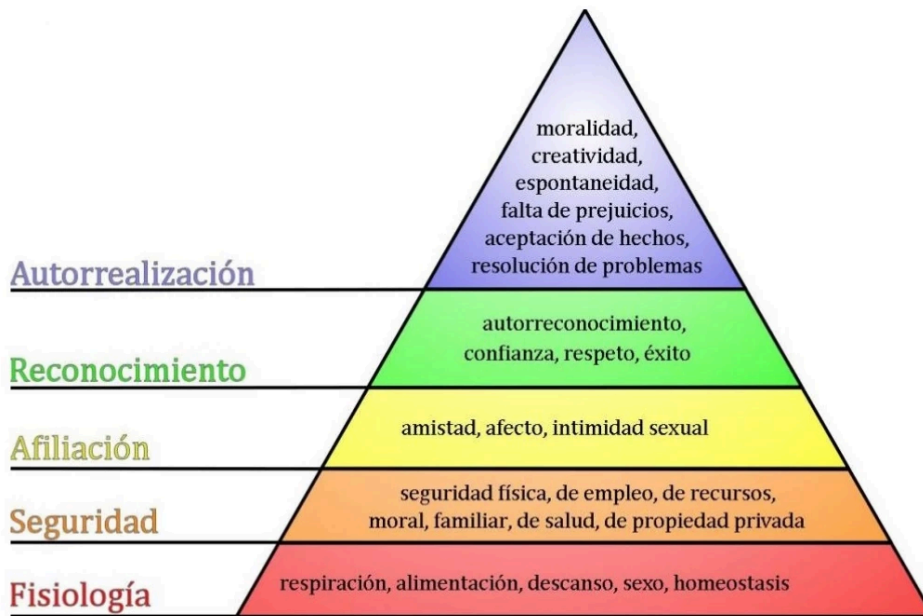 moralidad,
creatividad,
espontaneidad,
falta de prejuicios,
aceptación de hechos,
resolución de problemas
Autorrealización
autorreconocimiento,
confianza, respeto, éxito
Reconocimiento
amistad, afecto, intimidad sexual
Afiliación
seguridad física, de empleo, de recursos,
moral, familiar, de salud, de propiedad privada
Seguridad
respiración, alimentación, descanso, sexo, homeostasis
Fisiología